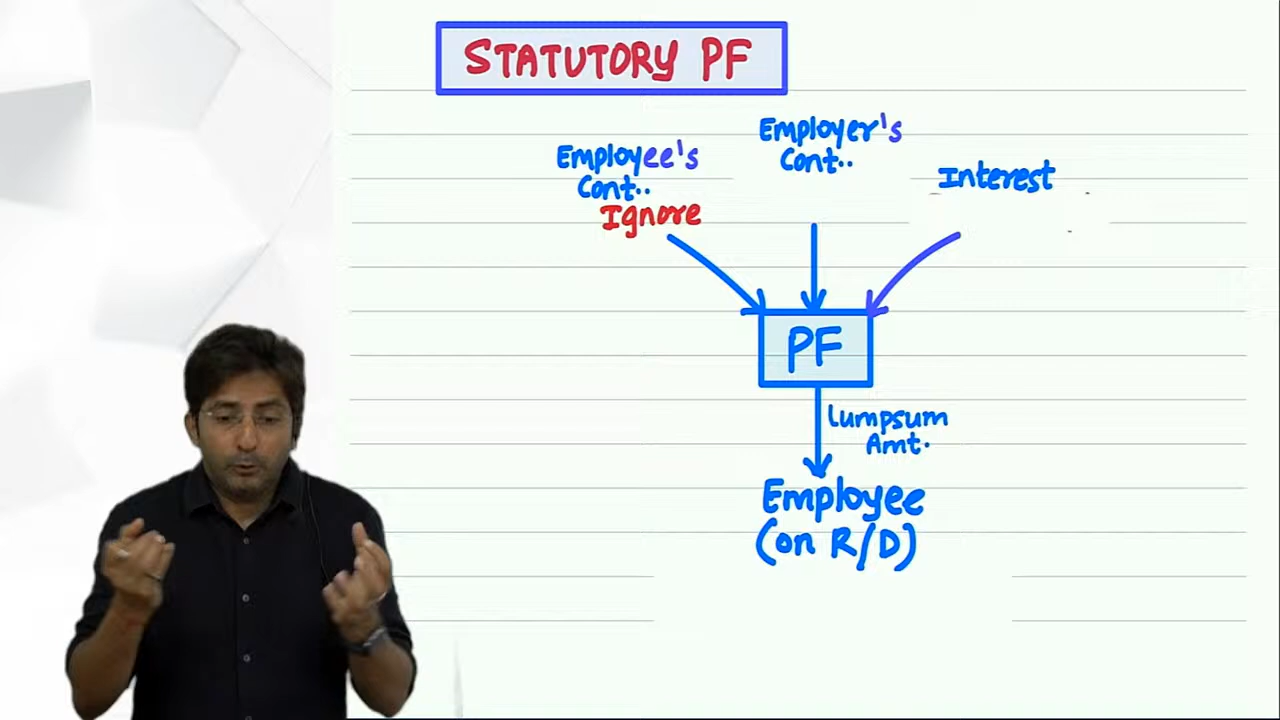 STATUTORY PF
Employee's
Cont..
Ignore
Employer's
Cont..
Interest
PF
Lumpsum
Amt.
Employee
(on R/D)